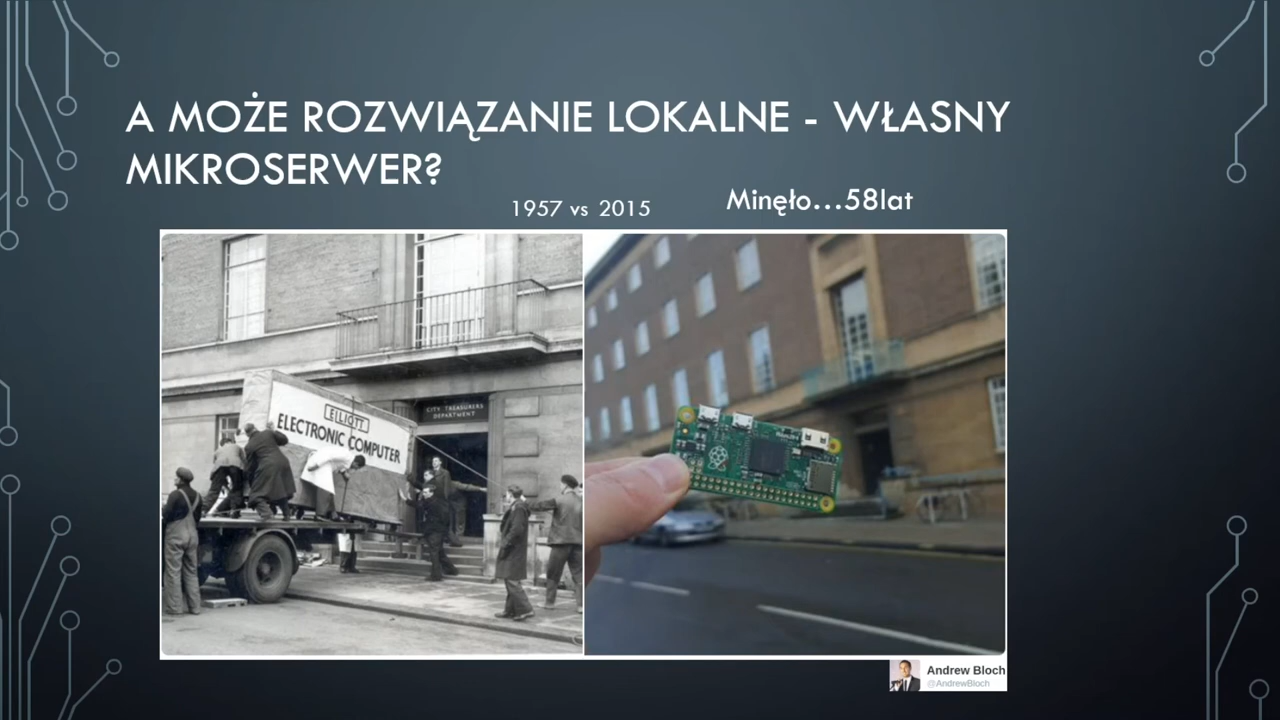 A MOŻE ROZWIĄZANIE LOKALNE - WŁASNY
MIKROSERWER?
1957 vs 2015
Minęło...58lat
ELLIOTT
ELECTRONIC COMPUTER
CITY TREASURERS
DEPARTMENT
Andrew Bloch
@AndrewBloch